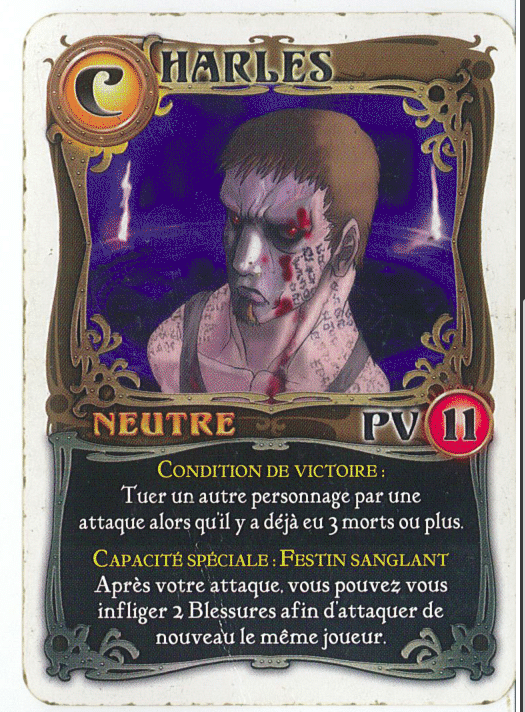 CHARLES
NEUTRE PV 11
CONDITION DE VICTOIRE :
Tuer un autre personnage par une
attaque alors qu'il y a déjà eu 3 morts ou plus.
CAPACITÉ SPÉCIALE : FESTIN SANGLANT
Après votre attaque, vous pouvez vous
infliger 2 Blessures afin d'attaquer de
nouveau le même joueur.